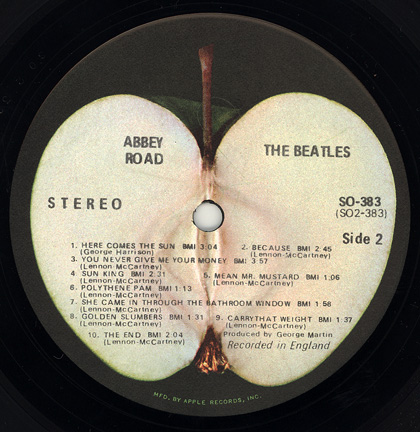 ABBEY
ROAD
THE BEATLES
STEREO
SO-383
(SO2-383)
Side 2
1. HERE COMES THE SUN BMI 3:04
(George Harrison)
2. BECAUSE BMI 2:45
(Lennon-McCartney)
3. YOU NEVER GIVE ME YOUR MONEY BMI 3:57
(Lennon-McCartney)
4. SUN KING BMI 2:31
(Lennon-McCartney)
5. MEAN MR. MUSTARD BMI 1:06
(Lennon-McCartney)
6. POLYTHENE PAM BMI 1:13
(Lennon-McCartney)
7. SHE CAME IN THROUGH THE BATHROOM WINDOW BMI 1:58
(Lennon-McCartney)
8. GOLDEN SLUMBERS BMI 1:31
(Lennon-McCartney)
9. CARRY THAT WEIGHT BMI 1:37
(Lennon-McCartney)
10. THE END BMI 2:04
(Lennon-McCartney)
Produced by George Martin
Recorded in England
MFD. BY APPLE RECORDS, INC.